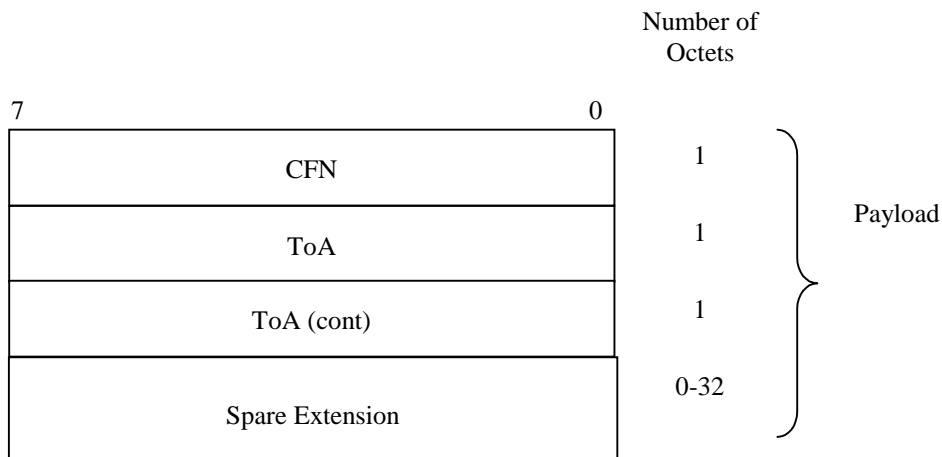 Number of
Octets
7 0
CFN 1
ToA 1
Payload
ToA (cont) 1
Spare Extension 0-32